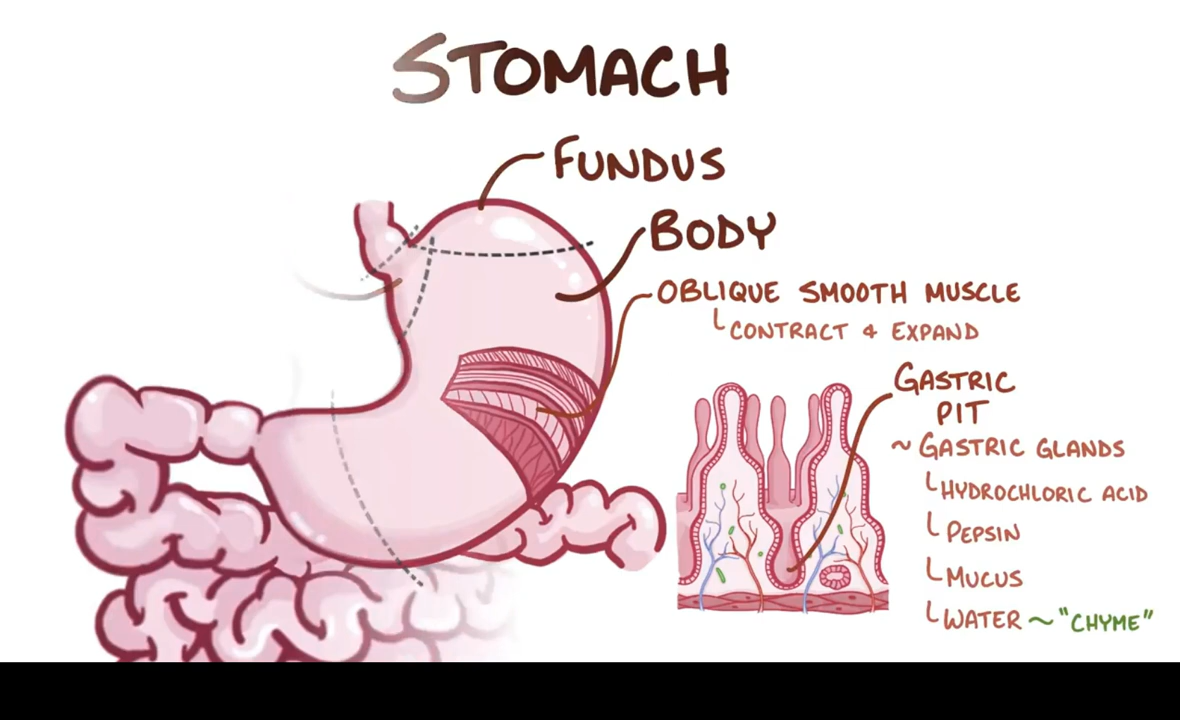 STOMACH
FUNDUS
BODY
OBLIQUE SMOOTH MUSCLE
CONTRACT & EXPAND
GASTRIC
PIT
~ GASTRIC GLANDS
HYDROCHLORIC ACID
PEPSIN
MUCUS
WATER ~ "CHYME"